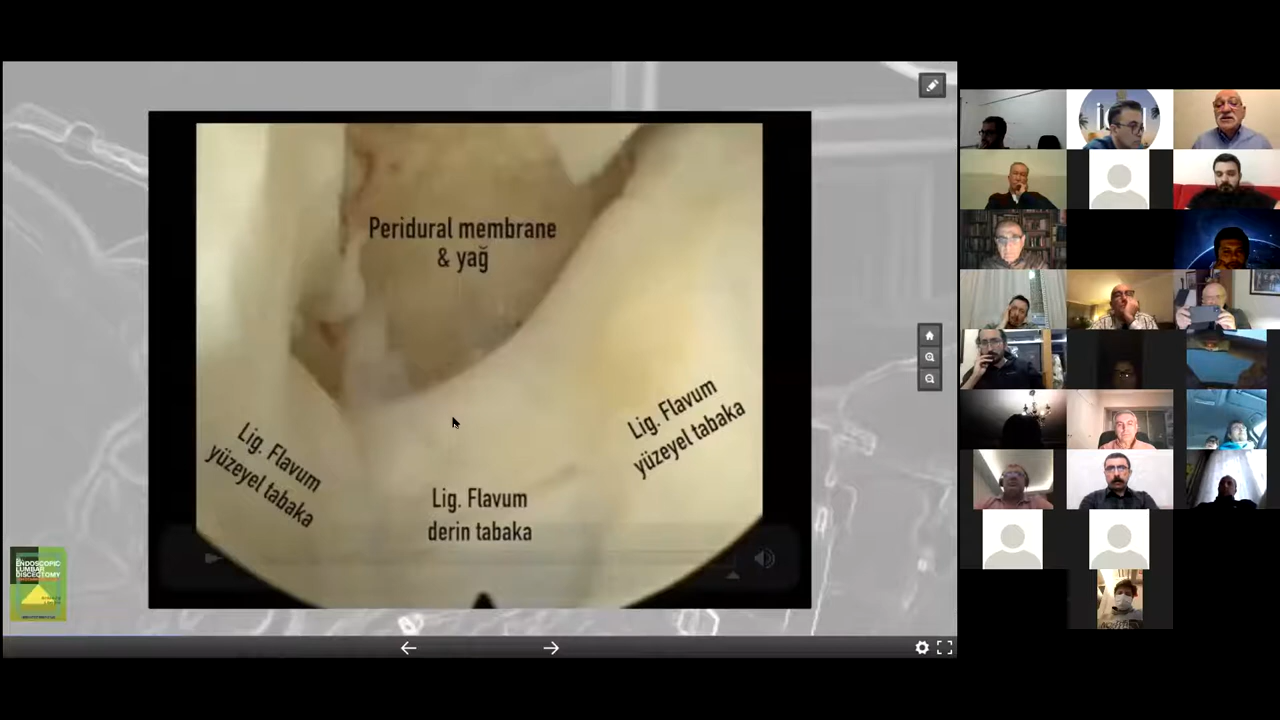 Peridural membrane
& yağ
Lig. Flavum
yüzeyel tabaka
Lig. Flavum
yüzeyel tabaka
Lig. Flavum
derin tabaka
ENDOSCOPIC
LUMBAR
DISCECTOMY